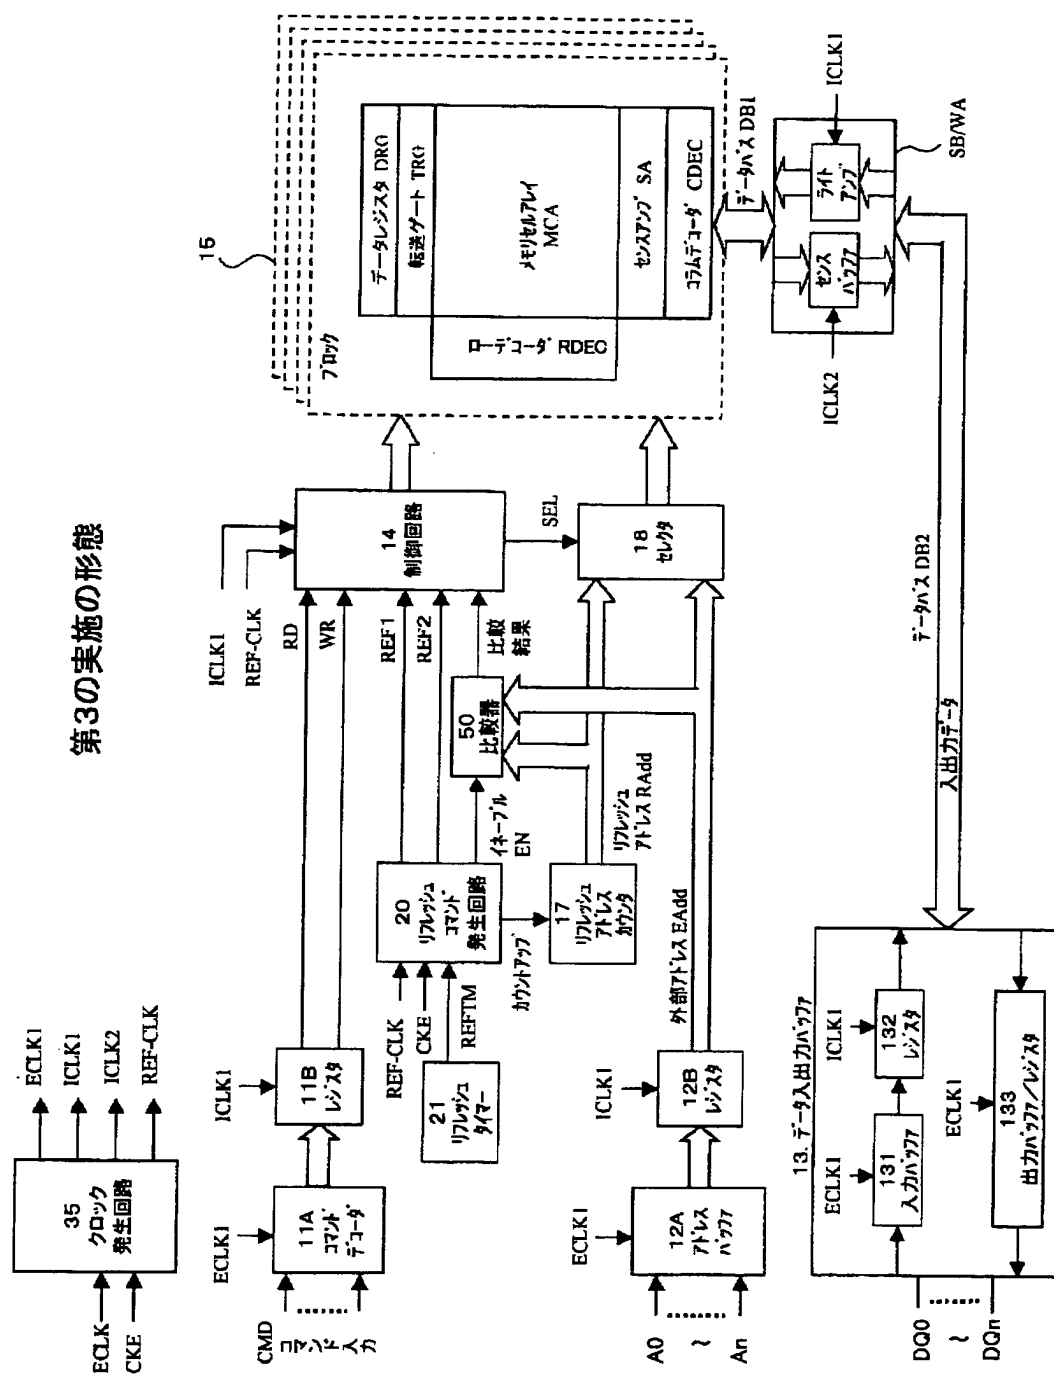 第3の実施の形態
ECLK
CKE
35
クロック
発生回路
ECLK1
ICLK1
ICLK2
REF-CLK
CMD
コマンド
入力
ECLK1
11A
コマンド
デコーダ
ICLK1
11B
レジスタ
RD
WR
ICLK1
REF-CLK
14
制御回路
REF-CLK
CKE
REFTM
21
リフレッシュ
タイマー
20
リフレッシュ
コマンド
発生回路
REF1
REF2
イネーブル
EN
50
比較器
比較
結果
カウントアップ
17
リフレッシュ
アドレス
カウンタ
リフレッシュ
アドレス RAdd
SEL
18
セレクタ
A0
~
An
ECLK1
12A
アドレス
バッファ
ICLK1
12B
レジスタ
外部アドレス EAdd
15
ブロック
データレジスタ DRG
転送ゲート TRG
メモリセルアレイ
MCA
ローデコーダ RDEC
センスアンプ SA
コラムデコーダ CDEC
データバス DB1
ICLK2
センス
バッファ
ライト
アンプ
ICLK1
SB/WA
データバス DB2
入出力データ
13. データ入出力バッファ
ECLK1
131
入力バッファ
ICLK1
132
レジスタ
ECLK1
133
出力バッファ/レジスタ
DQ0
~
DQn